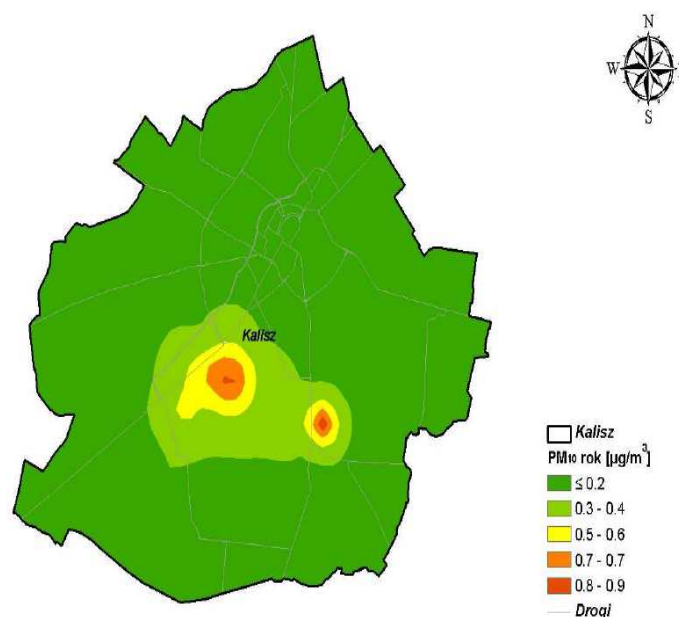 N
W
S
Kalisz
Kalisz
PM10 rok [µg/m³]
≤ 0.2
0.3 - 0.4
0.5 - 0.6
0.7 - 0.7
0.8 - 0.9
Drogi